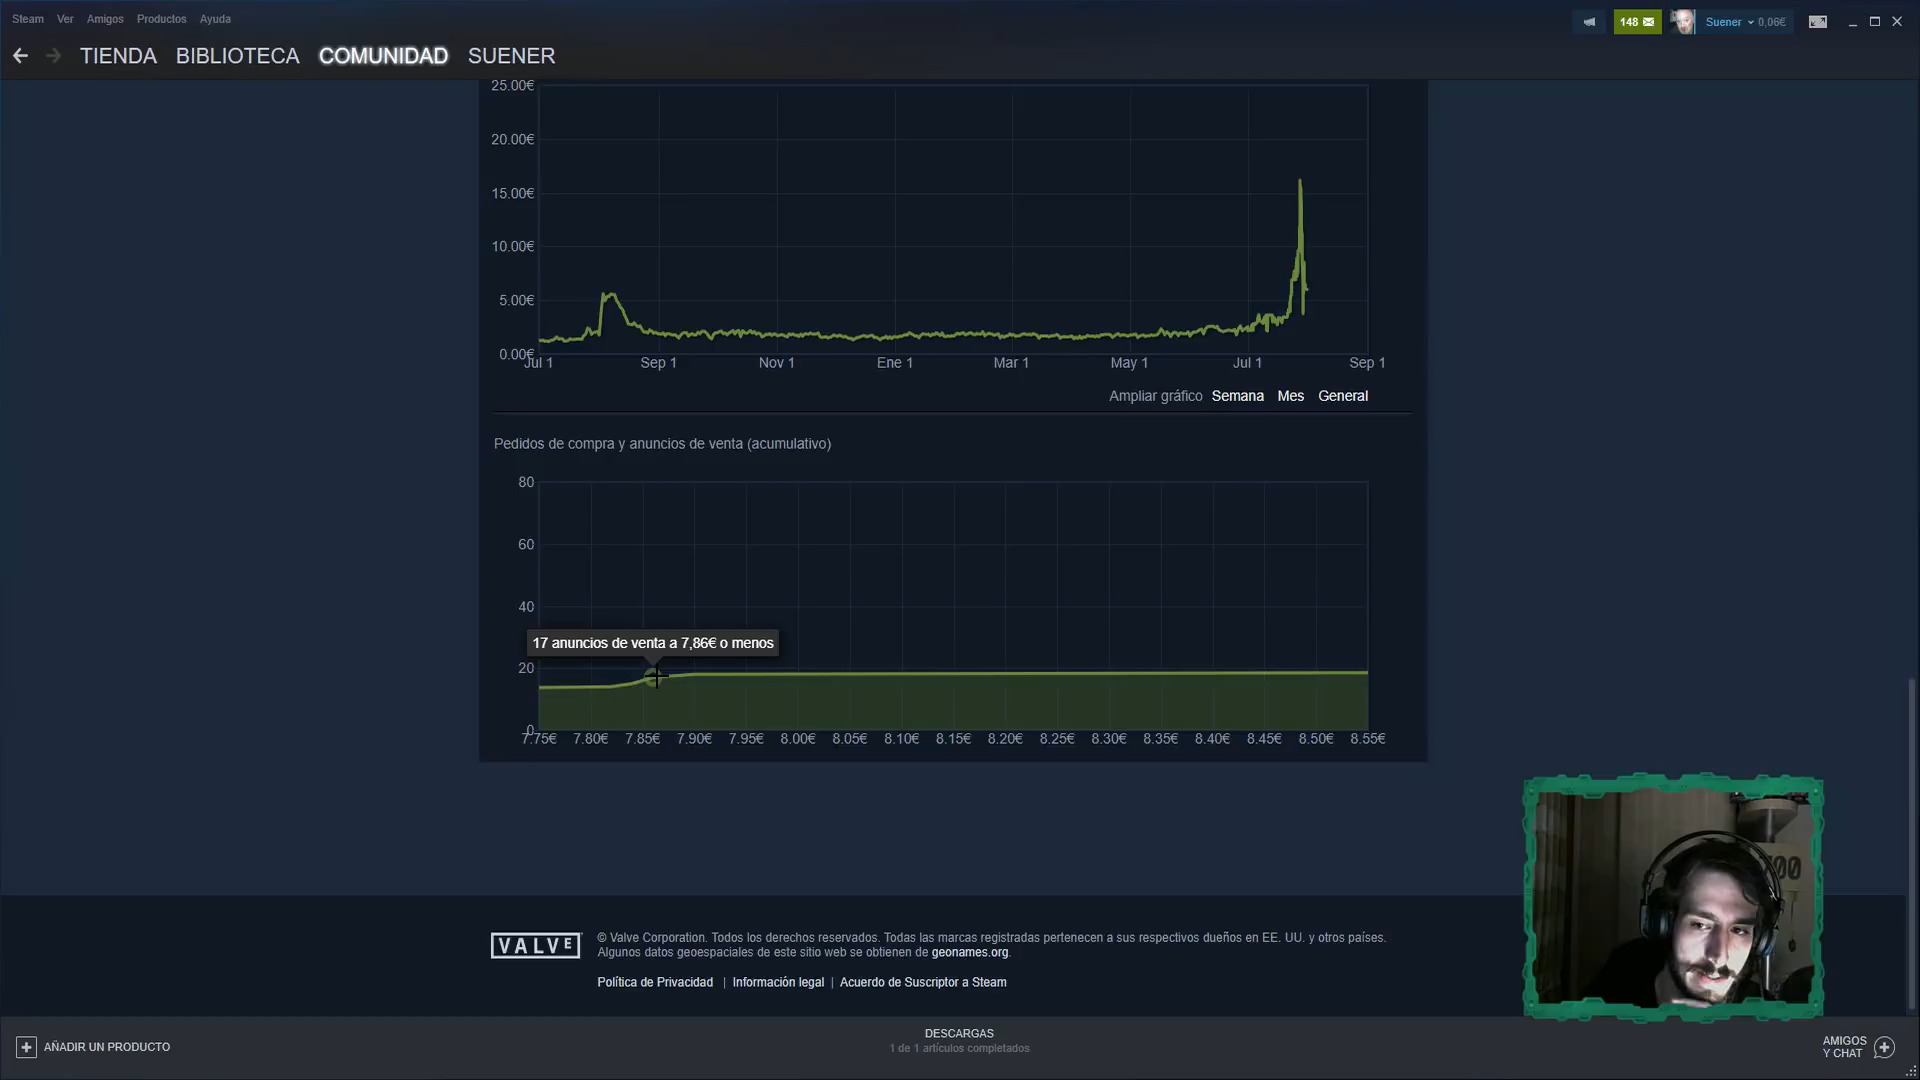 Steam Ver Amigos Productos Ayuda
148 Suener 0,06€
TIENDA BIBLIOTECA COMUNIDAD SUENER
25.00€
20.00€
15.00€
10.00€
5.00€
0.00€
Jul 1 Sep 1 Nov 1 Ene 1 Mar 1 May 1 Jul 1 Sep 1
Ampliar gráfico Semana Mes General
Pedidos de compra y anuncios de venta (acumulativo)
80
60
40
17 anuncios de venta a 7,86€ o menos
20
0
7.75€ 7.80€ 7.85€ 7.90€ 7.95€ 8.00€ 8.05€ 8.10€ 8.15€ 8.20€ 8.25€ 8.30€ 8.35€ 8.40€ 8.45€ 8.50€ 8.55€
VALVE © Valve Corporation. Todos los derechos reservados. Todas las marcas registradas pertenecen a sus respectivos dueños en EE. UU. y otros países.
Algunos datos geoespaciales de este sitio web se obtienen de geonames.org.
Política de Privacidad | Información legal | Acuerdo de Suscriptor a Steam
AÑADIR UN PRODUCTO
DESCARGAS
1 de 1 artículos completados
AMIGOS
Y CHAT